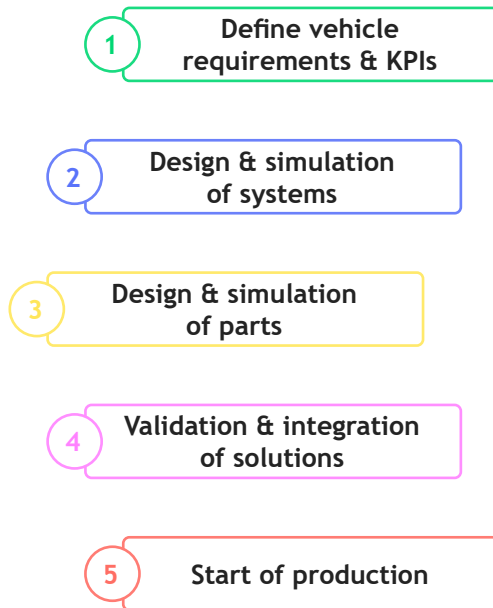 1
Define vehicle
requirements & KPIs
2
Design & simulation
of systems
3
Design & simulation
of parts
4
Validation & integration
of solutions
5
Start of production